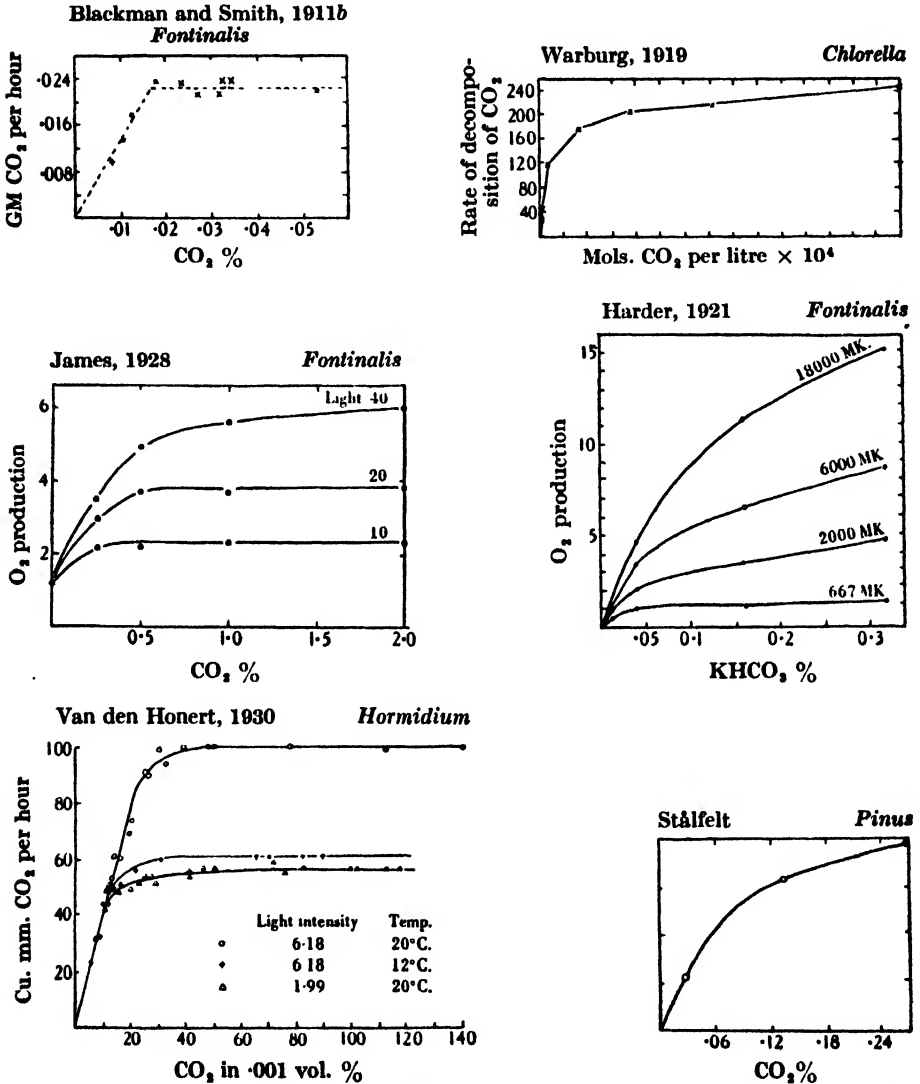 Blackman and Smith, 1911b
Fontinalis
GM CO₂ per hour
·024
·016
·008
·01 ·02 ·03 ·04 ·05
CO₂ %
Warburg, 1919 Chlorella
Rate of decompo-
sition of CO₂
240
200
160
120
80
40
Mols. CO₂ per litre × 10⁴
James, 1928 Fontinalis
O₂ production
6
4
2
Light 40
20
10
0·5 1·0 1·5 2·0
CO₂ %
Harder, 1921 Fontinalis
O₂ production
15
10
5
18000 MK.
6000 MK
2000 MK
667 MK
·05 0·1 0·2 0·3
KHCO₃ %
Van den Honert, 1930 Hormidium
Cu. mm. CO₂ per hour
100
80
60
40
20
Light intensity Temp.
6·18 20°C.
6 18 12°C.
1·99 20°C.
20 40 60 80 100 120 140
CO₂ in ·001 vol. %
Stålfelt Pinus
·06 0·12 0·18 0·24
CO₂%